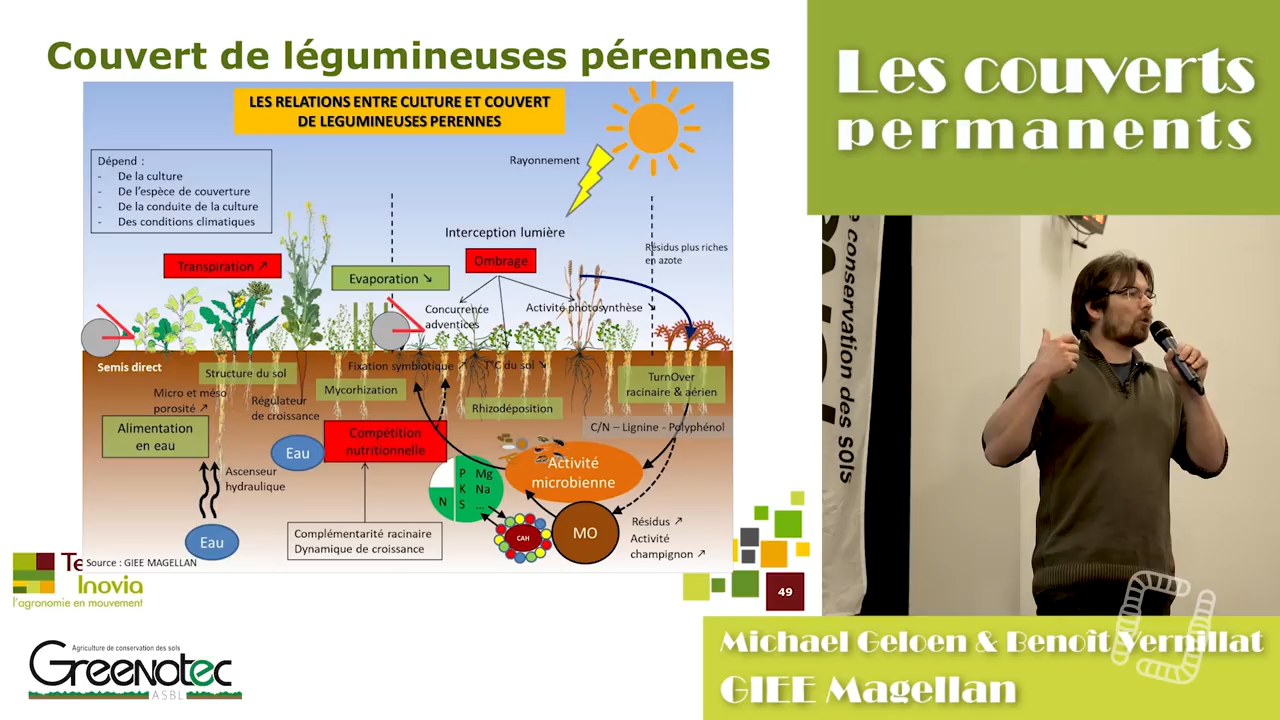 Couvert de légumineuses pérennes
LES RELATIONS ENTRE CULTURE ET COUVERT
DE LEGUMINEUSES PERENNES
Dépend :
- De la culture
- De l'espèce de couverture
- De la conduite de la culture
- Des conditions climatiques
Rayonnement
Interception lumière
Ombrage
Résidus plus riches
en azote
Transpiration ↗
Evaporation ↘
Concurrence
adventices
Activité photosynthèse ↘
Semis direct
Structure du sol
Fixation symbiotique ↗
T°C du sol ↘
Micro et méso
porosité ↗
Régulateur
de croissance
Mycorhization
Rhizodéposition
TurnOver
racinaire & aérien
C/N – Lignine - Polyphénol
Alimentation
en eau
Eau
Compétition
nutritionnelle
Ascenseur
hydraulique
Eau
N
P
K
S
Mg
Na
...
Activité
microbienne
CAH
MO
Résidus ↗
Activité
champignon ↗
Complémentarité racinaire
Dynamique de croissance
Source : GIEE MAGELLAN
Te
Inovia
l'agronomie en mouvement
49
Agriculture de conservation des sols
Greenotec
ASBL
Les couverts
permanents
e conservation des sols
Michael Geloen & Benoît Vernillat
GIEE Magellan